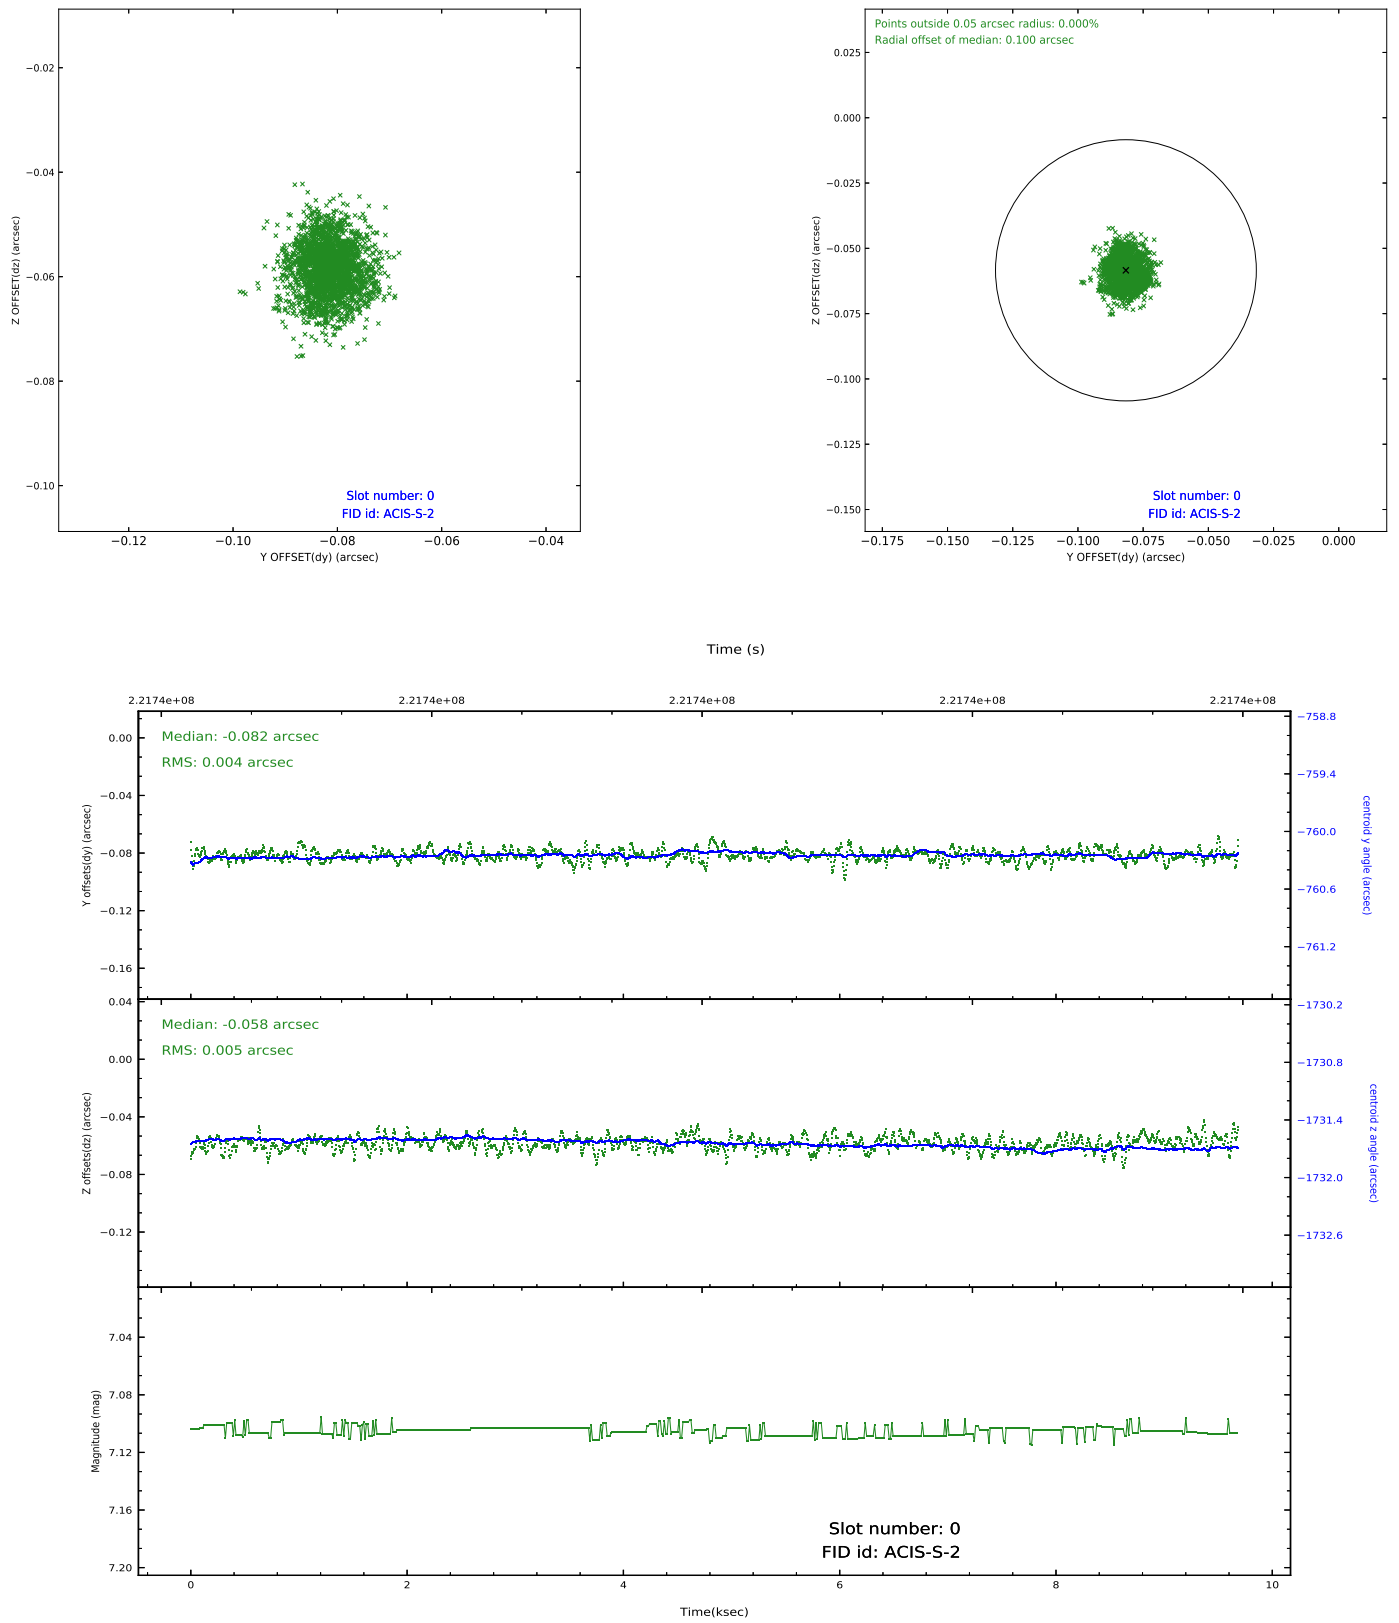 −0.02
−0.04
−0.06
−0.08
−0.10
Z OFFSET(dz) (arcsec)
Slot number: 0
FID id: ACIS-S-2
−0.12 −0.10 −0.08 −0.06 −0.04
Y OFFSET(dy) (arcsec)
Points outside 0.05 arcsec radius: 0.000%
Radial offset of median: 0.100 arcsec
0.025
0.000
−0.025
−0.050
−0.075
−0.100
−0.125
−0.150
Z OFFSET(dz) (arcsec)
Slot number: 0
FID id: ACIS-S-2
−0.175 −0.150 −0.125 −0.100 −0.075 −0.050 −0.025 0.000
Y OFFSET(dy) (arcsec)
Time (s)
2.2174e+08 2.2174e+08 2.2174e+08 2.2174e+08 2.2174e+08
Median: -0.082 arcsec
RMS: 0.004 arcsec
0.00
−0.04
−0.08
−0.12
−0.16
Y offsets(dy) (arcsec)
−758.8
−759.4
−760.0
−760.6
−761.2
centroid y angle (arcsec)
Median: -0.058 arcsec
RMS: 0.005 arcsec
0.04
0.00
−0.04
−0.08
−0.12
Z offsets(dz) (arcsec)
−1730.2
−1730.8
−1731.4
−1732.0
−1732.6
centroid z angle (arcsec)
7.04
7.08
7.12
7.16
7.20
Magnitude (mag)
Slot number: 0
FID id: ACIS-S-2
0 2 4 6 8 10
Time(ksec)